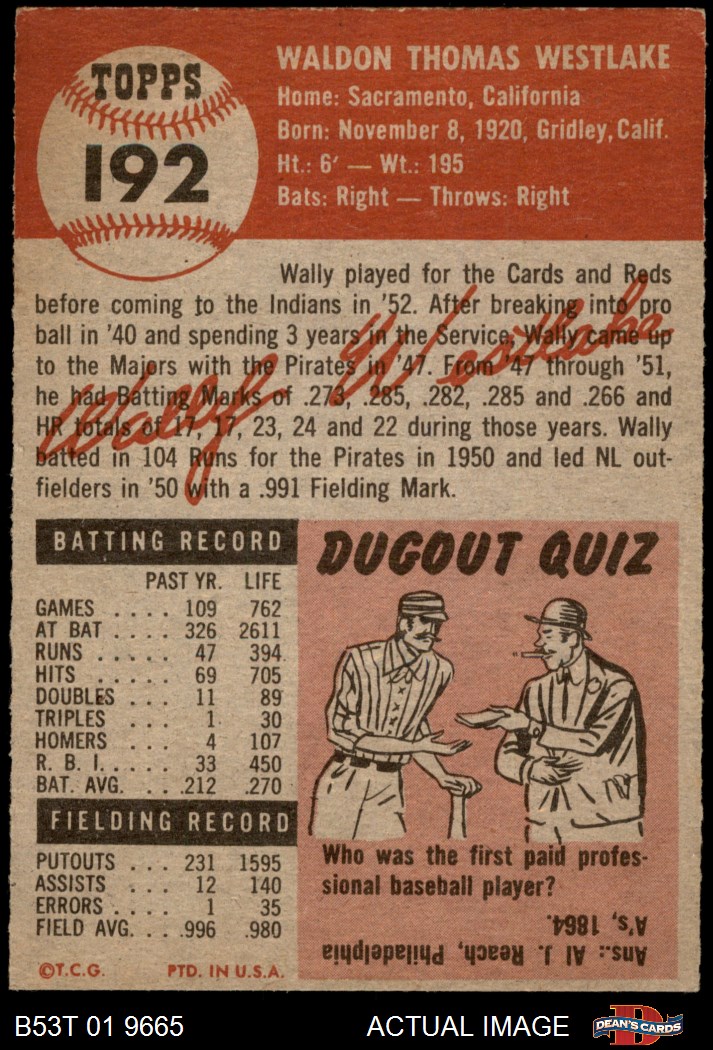 TOPPS
192
WALDON THOMAS WESTLAKE
Home: Sacramento, California
Born: November 8, 1920, Gridley, Calif.
Ht.: 6' — Wt.: 195
Bats: Right — Throws: Right
Wally played for the Cards and Reds
before coming to the Indians in '52. After breaking into pro
ball in '40 and spending 3 years in the Service, Wally came up
to the Majors with the Pirates in '47. From '47 through '51,
he had Batting Marks of .273, .285, .282, .285 and .266 and
HR totals of 17, 17, 23, 24 and 22 during those years. Wally
batted in 104 Runs for the Pirates in 1950 and led NL out-
fielders in '50 with a .991 Fielding Mark.
Wally Westlake
BATTING RECORD
PAST YR. LIFE
GAMES .... 109 762
AT BAT .... 326 2611
RUNS ..... 47 394
HITS ..... 69 705
DOUBLES ... 11 89
TRIPLES ... 1 30
HOMERS ... 4 107
R. B. I. .... 33 450
BAT. AVG. ... .212 .270
FIELDING RECORD
PUTOUTS ... 231 1595
ASSISTS ... 12 140
ERRORS .... 1 35
FIELD AVG. ... .996 .980
©T.C.G. PTD. IN U.S.A.
DUGOUT QUIZ
Who was the first paid profes-
sional baseball player?
Ans.: Al J. Reach, Philadelphia
A's, 1864.
B53T 01 9665 ACTUAL IMAGE
D
DEAN'S CARDS